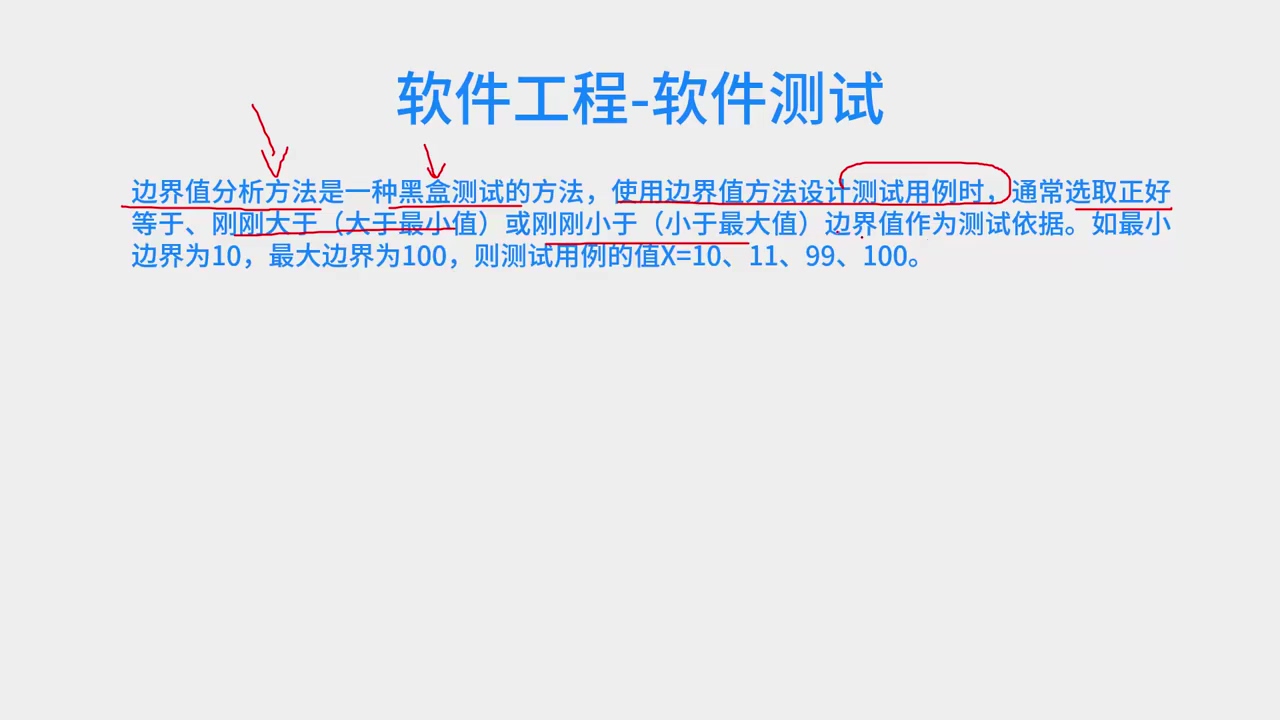 软件工程-软件测试
边界值分析方法是一种黑盒测试的方法，使用边界值方法设计测试用例时，通常选取正好
等于、刚刚大于（大于最小值）或刚刚小于（小于最大值）边界值作为测试依据。如最小
边界为10，最大边界为100，则测试用例的值X=10、11、99、100。